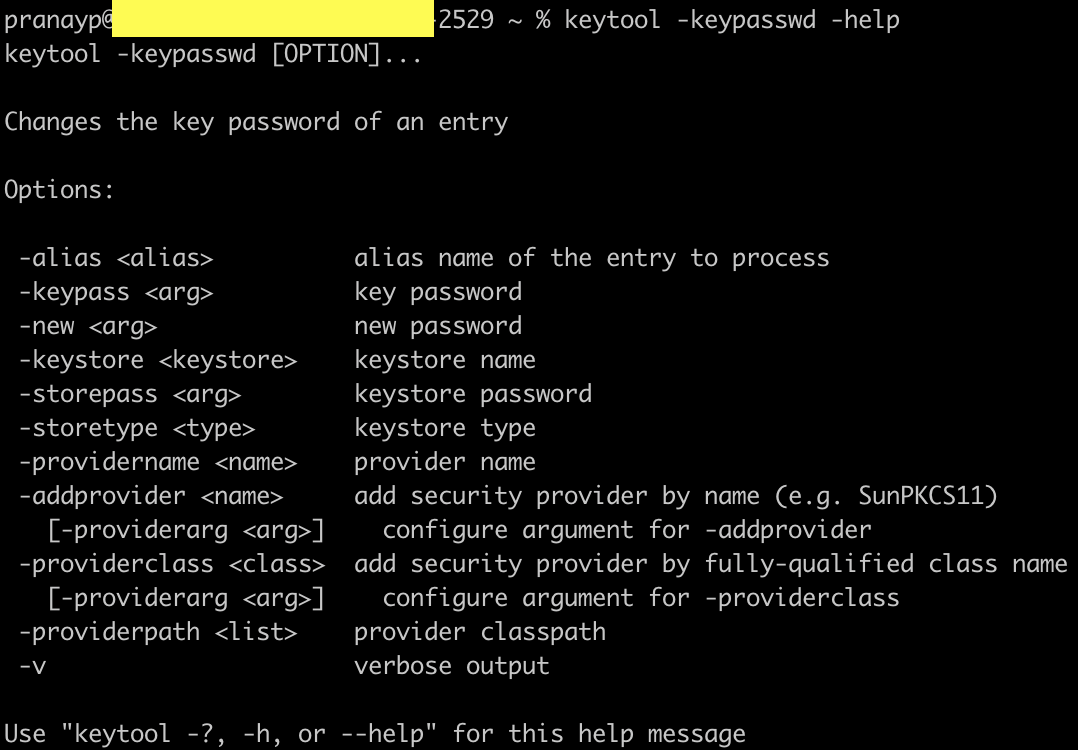 pranayp@ -2529 ~ % keytool -keypasswd -help
keytool -keypasswd [OPTION]...
Changes the key password of an entry
Options:
-alias <alias> alias name of the entry to process
-keypass <arg> key password
-new <arg> new password
-keystore <keystore> keystore name
-storepass <arg> keystore password
-storetype <type> keystore type
-providername <name> provider name
-addprovider <name> add security provider by name (e.g. SunPKCS11)
[-providerarg <arg>] configure argument for -addprovider
-providerclass <class> add security provider by fully-qualified class name
[-providerarg <arg>] configure argument for -providerclass
-providerpath <list> provider classpath
-v verbose output
Use "keytool -?, -h, or --help" for this help message